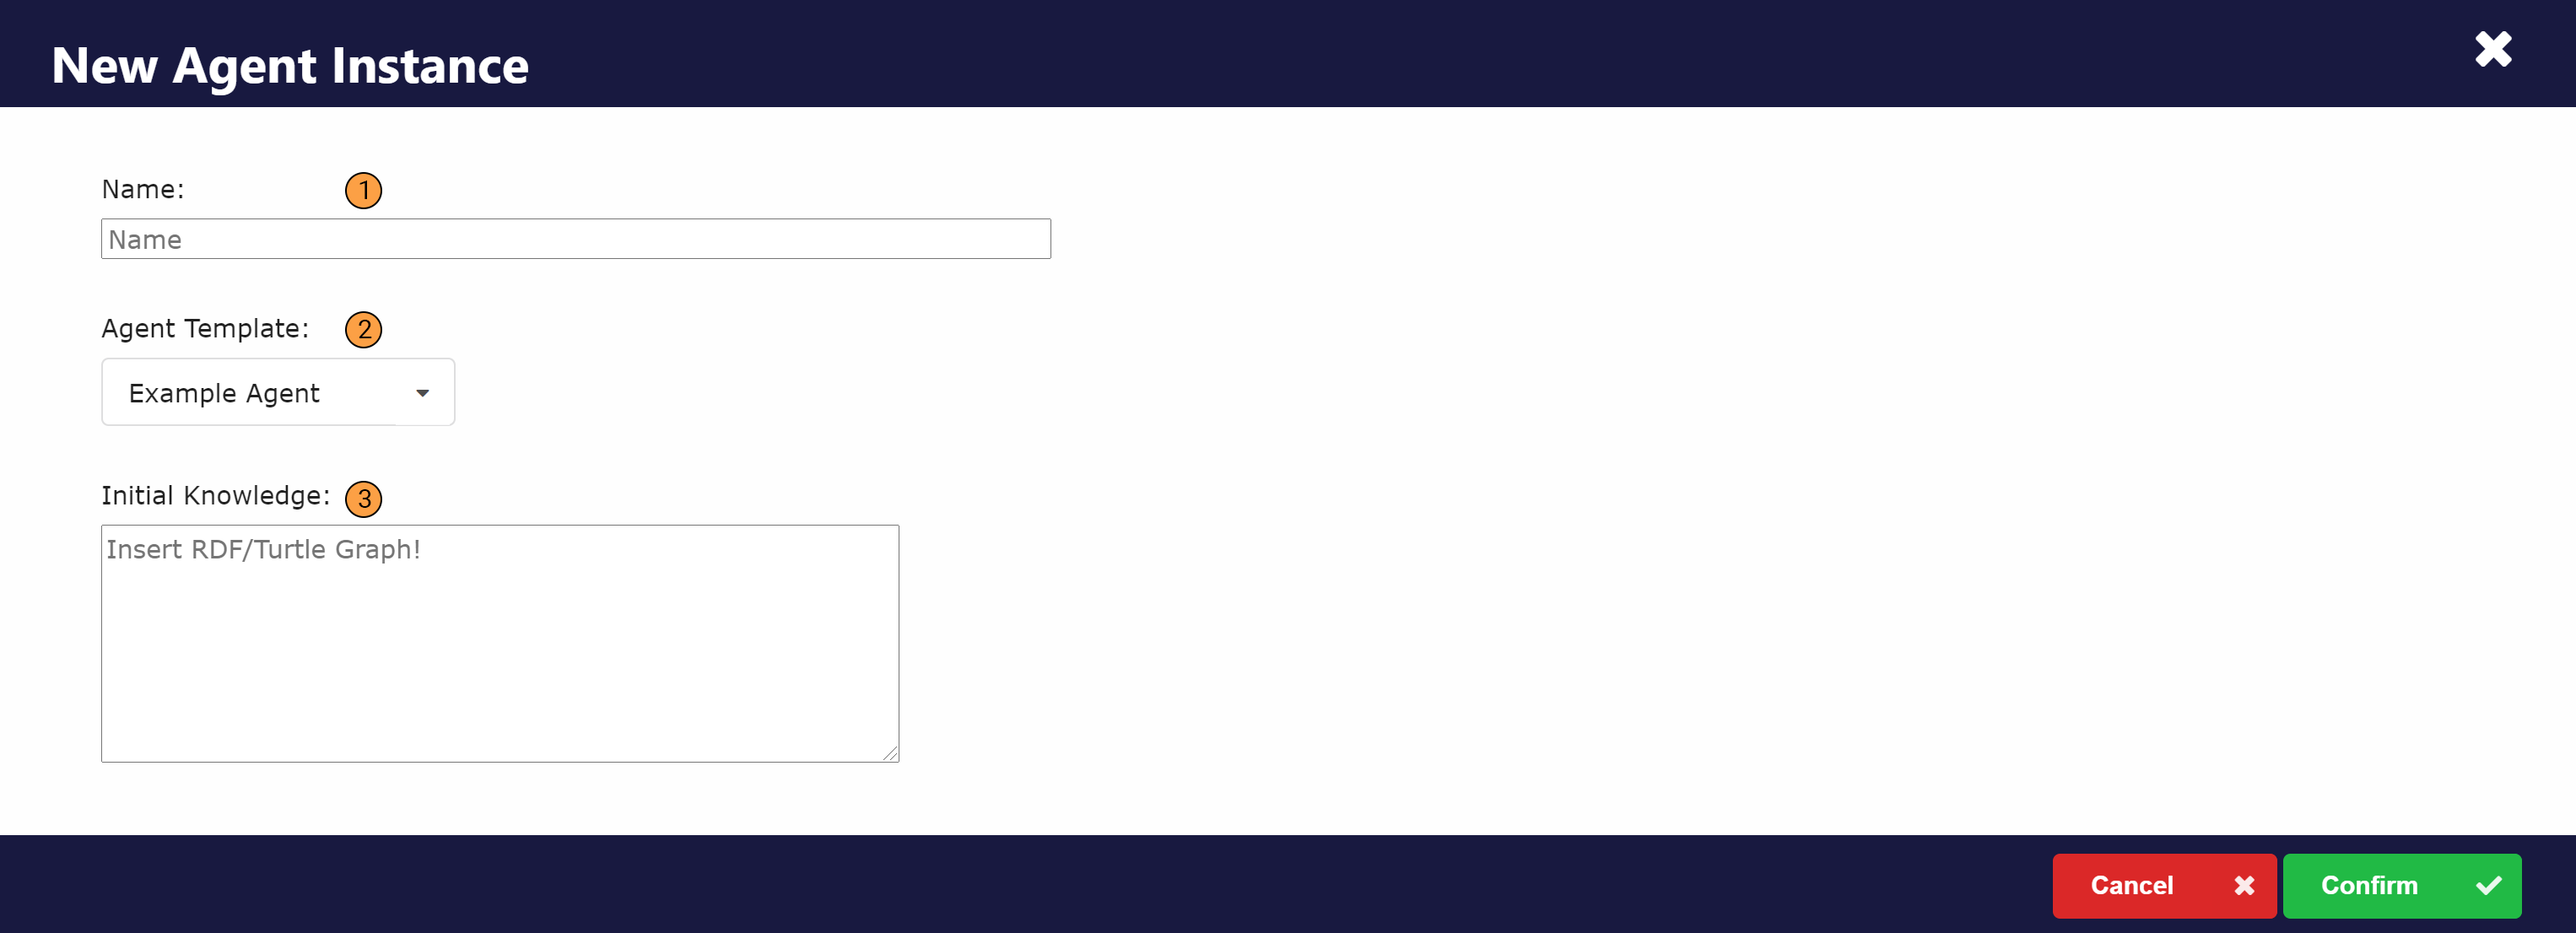 New Agent Instance
Name: 1
Name
Agent Template: 2
Example Agent
Initial Knowledge: 3
Insert RDF/Turtle Graph!
Cancel
Confirm